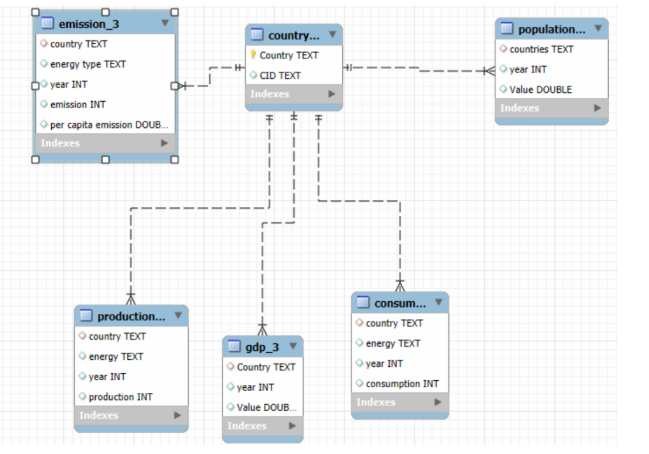 emission_3
country TEXT
energy type TEXT
year INT
emission INT
per capita emission DOUB...
Indexes
country...
Country TEXT
CID TEXT
Indexes
population...
countries TEXT
year INT
Value DOUBLE
Indexes
production...
country TEXT
energy TEXT
year INT
production INT
Indexes
gdp_3
Country TEXT
year INT
Value DOUB...
Indexes
consum...
country TEXT
energy TEXT
year INT
consumption INT
Indexes